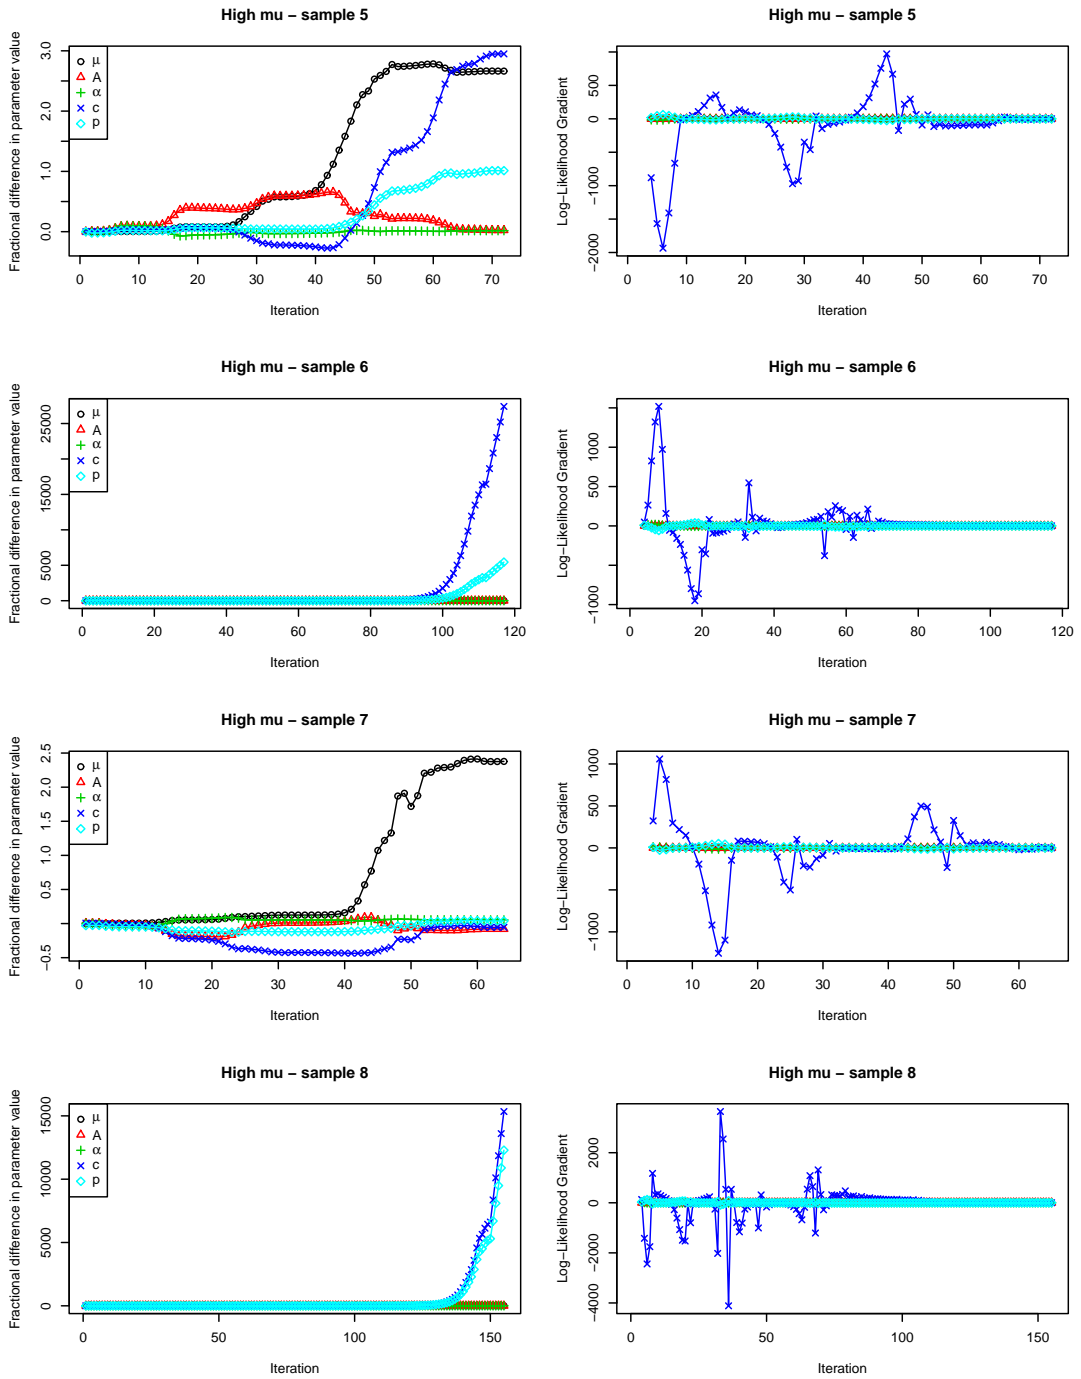 High mu − sample 5
Fractional difference in parameter value
0.0 1.0 2.0 3.0
μ
A
α
c
p
0 10 20 30 40 50 60 70
Iteration
High mu − sample 5
Log−Likelihood Gradient
−2000 −1000 0 500
0 10 20 30 40 50 60 70
Iteration
High mu − sample 6
Fractional difference in parameter value
0 5000 15000 25000
μ
A
α
c
p
0 20 40 60 80 100 120
Iteration
High mu − sample 6
Log−Likelihood Gradient
−1000 0 500 1000
0 20 40 60 80 100 120
Iteration
High mu − sample 7
Fractional difference in parameter value
−0.5 0.0 0.5 1.0 1.5 2.0 2.5
μ
A
α
c
p
0 10 20 30 40 50 60
Iteration
High mu − sample 7
Log−Likelihood Gradient
−1000 0 500 1000
0 10 20 30 40 50 60
Iteration
High mu − sample 8
Fractional difference in parameter value
0 5000 10000 15000
μ
A
α
c
p
0 50 100 150
Iteration
High mu − sample 8
Log−Likelihood Gradient
−4000 −2000 0 2000
0 50 100 150
Iteration